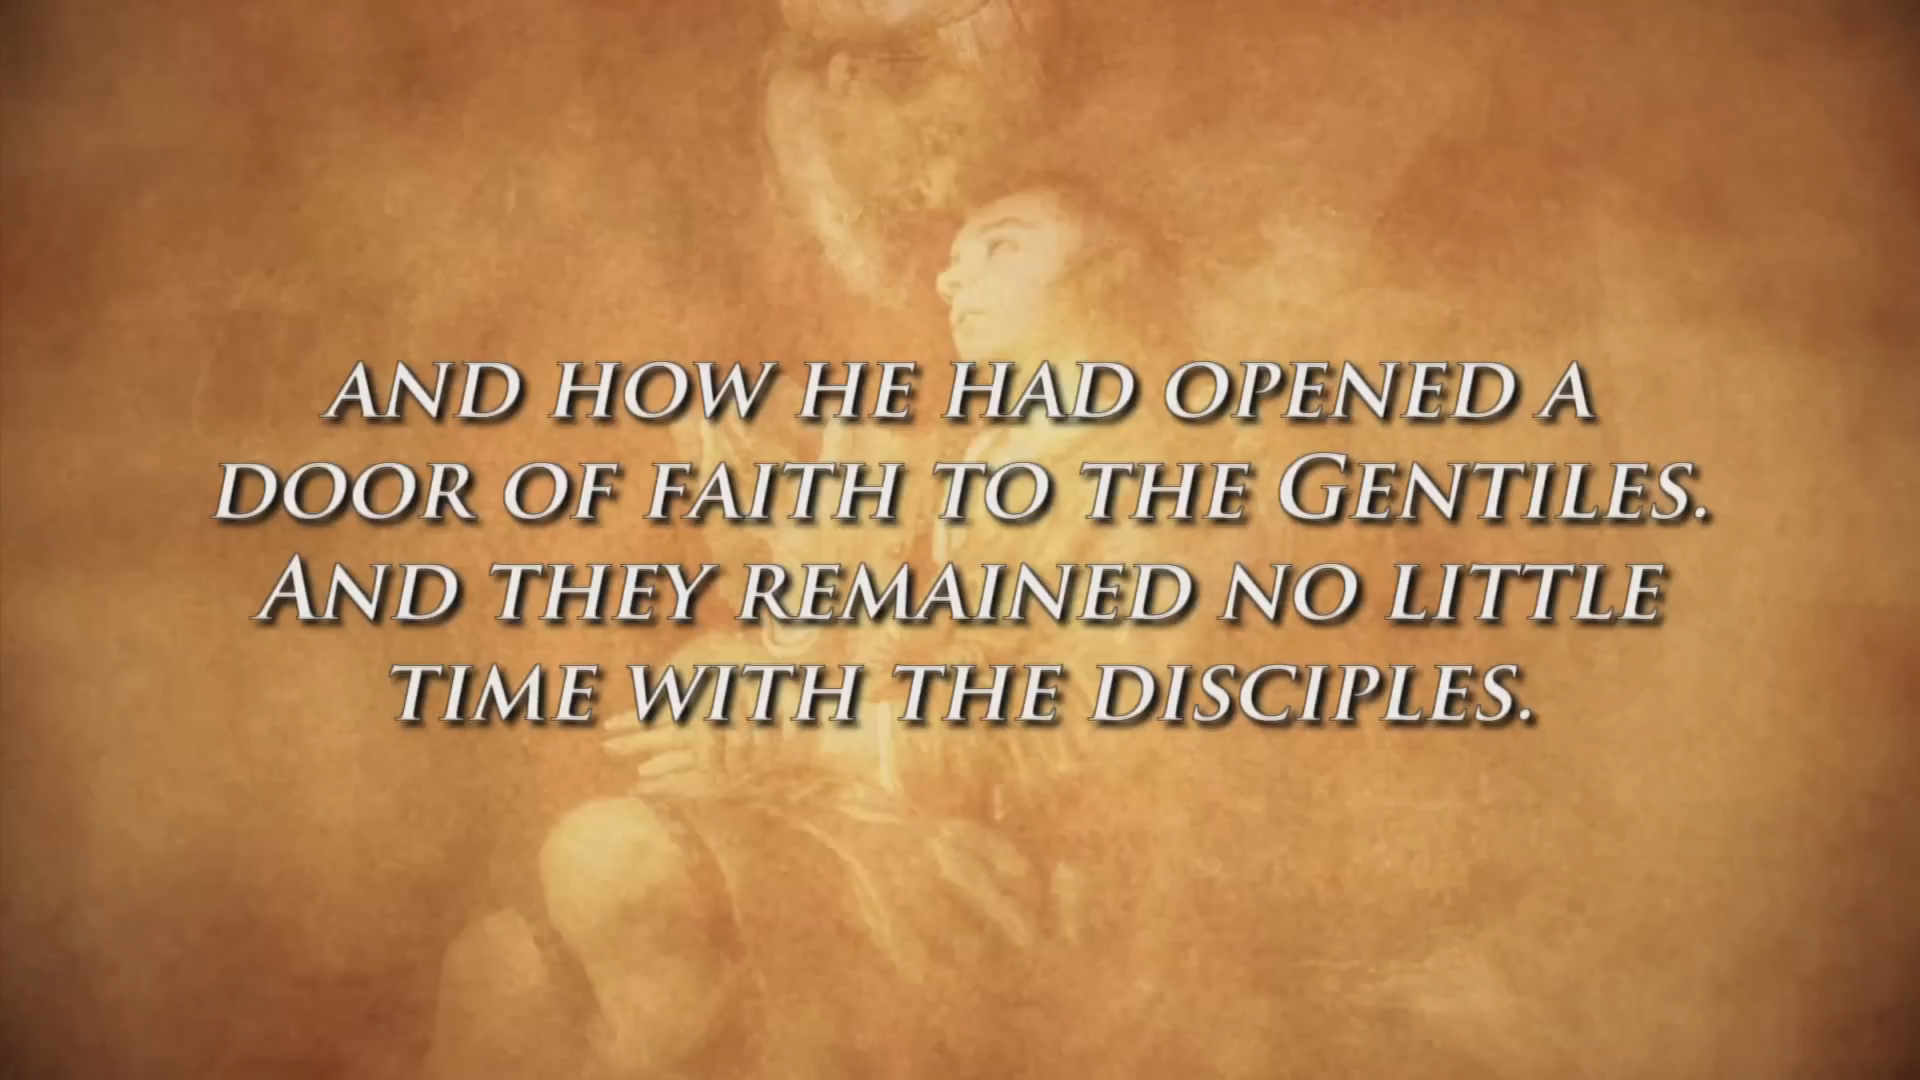 AND HOW HE HAD OPENED A
DOOR OF FAITH TO THE GENTILES.
AND THEY REMAINED NO LITTLE
TIME WITH THE DISCIPLES.